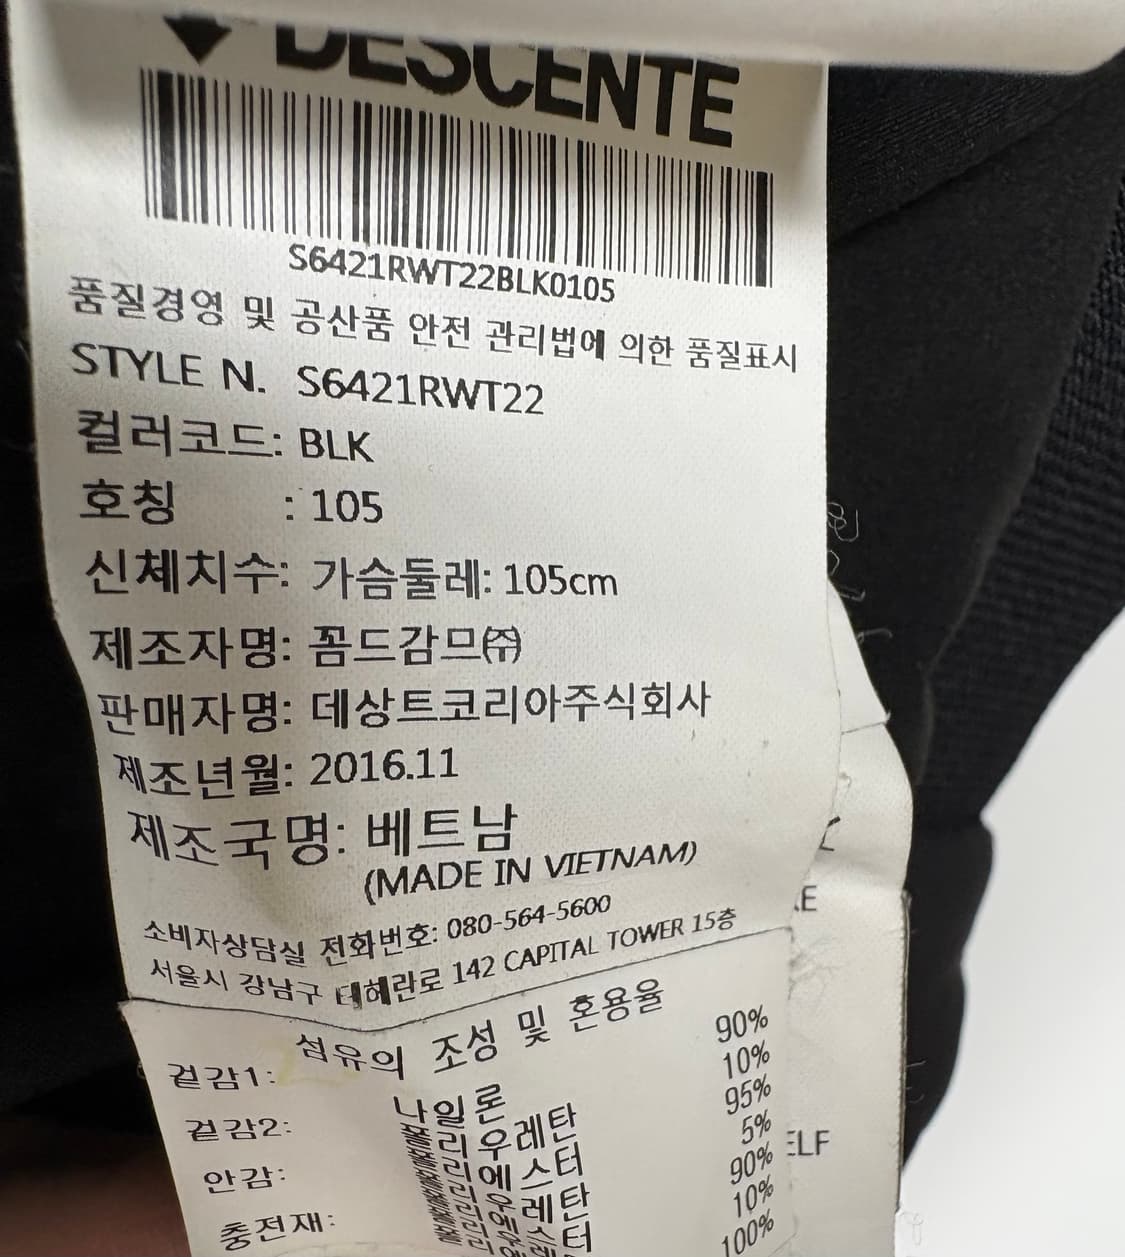 DESCENTE
S6421RWT22BLK0105
품질경영 및 공산품 안전 관리법에 의한 품질표시
STYLE N. S6421RWT22
컬러코드: BLK
호칭 : 105
신체치수: 가슴둘레: 105cm
제조자명: 꼼드감므㈜
판매자명: 데상트코리아주식회사
제조년월: 2016.11
제조국명: 베트남
(MADE IN VIETNAM)
소비자상담실 전화번호: 080-564-5600
서울시 강남구 테헤란로 142 CAPITAL TOWER 15층
섬유의 조성 및 혼용율
겉감1: 나일론 90%
폴리우레탄 10%
겉감2: 폴리에스터 95%
폴리우레탄 5%
안감: 폴리에스터 90%
10%
충전재: 100%